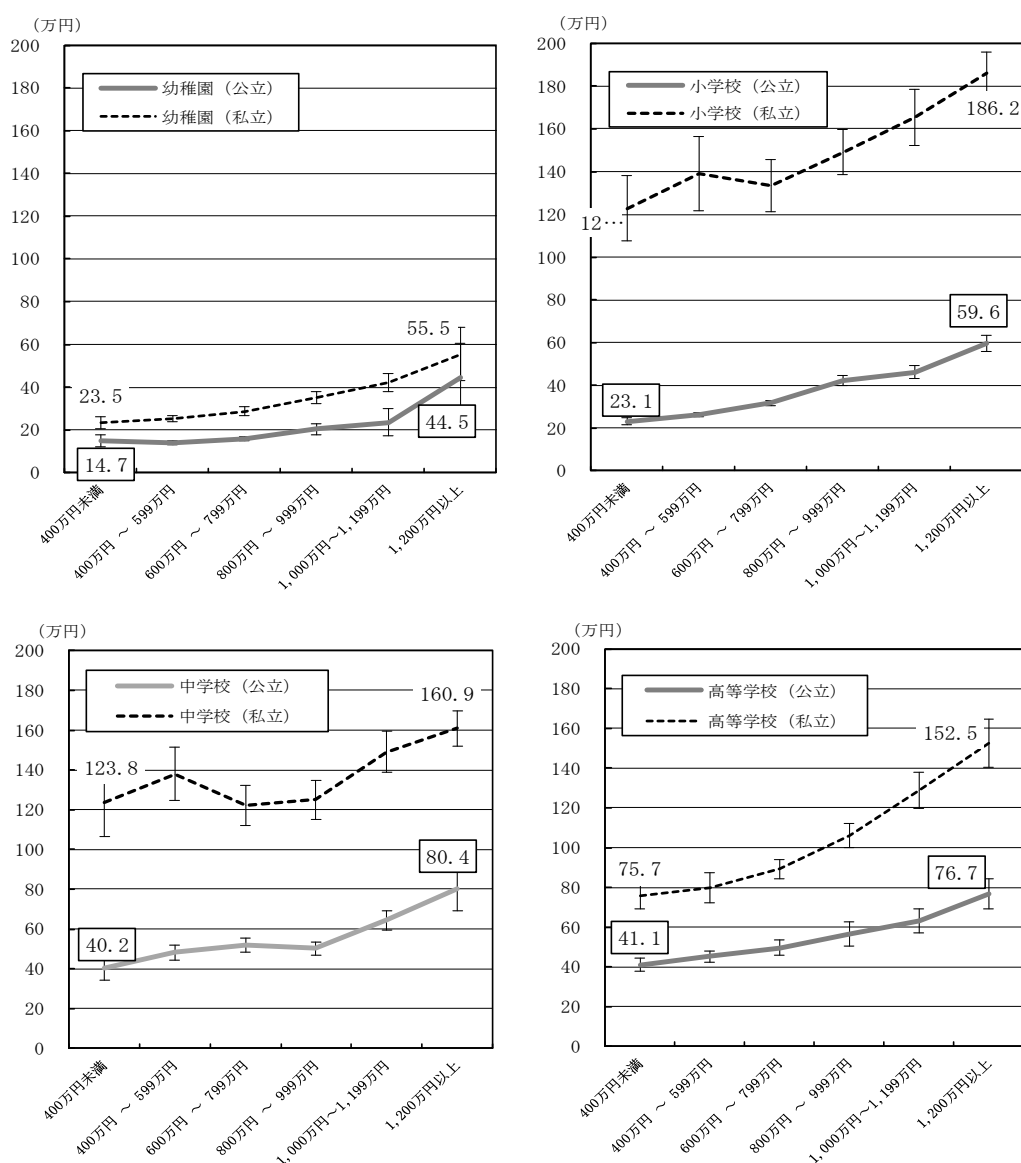 （万円）
200
180
160
140
120
100
80
60
40
20
0
幼稚園（公立）
幼稚園（私立）
55.5
23.5
44.5
14.7
400万円未満
400万円 ～ 599万円
600万円 ～ 799万円
800万円 ～ 999万円
1,000万円～1,199万円
1,200万円以上
（万円）
200
180
160
140
120
100
80
60
40
20
0
小学校（公立）
小学校（私立）
186.2
12…
59.6
23.1
400万円未満
400万円 ～ 599万円
600万円 ～ 799万円
800万円 ～ 999万円
1,000万円～1,199万円
1,200万円以上
（万円）
200
180
160
140
120
100
80
60
40
20
0
中学校（公立）
中学校（私立）
160.9
123.8
80.4
40.2
400万円未満
400万円 ～ 599万円
600万円 ～ 799万円
800万円 ～ 999万円
1,000万円～1,199万円
1,200万円以上
（万円）
200
180
160
140
120
100
80
60
40
20
0
高等学校（公立）
高等学校（私立）
152.5
75.7
76.7
41.1
400万円未満
400万円 ～ 599万円
600万円 ～ 799万円
800万円 ～ 999万円
1,000万円～1,199万円
1,200万円以上